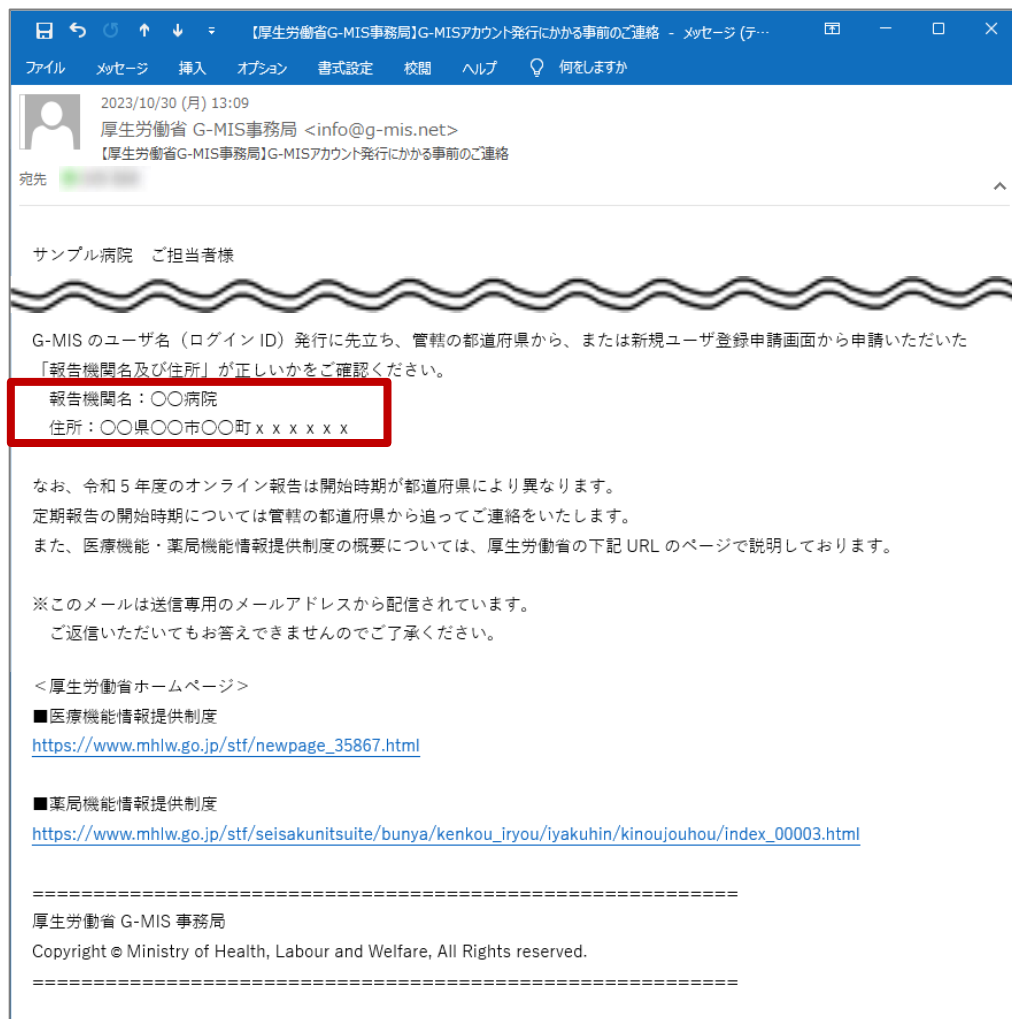 【厚生労働省G-MIS事務局】G-MISアカウント発行にかかる事前のご連絡 - メッセージ (テ…
ファイル メッセージ 挿入 オプション 書式設定 校閲 ヘルプ 何をしますか
2023/10/30 (月) 13:09
厚生労働省 G-MIS事務局 <info@g-mis.net>
【厚生労働省G-MIS事務局】G-MISアカウント発行にかかる事前のご連絡
宛先
サンプル病院　ご担当者様
G-MIS のユーザ名（ログイン ID）発行に先立ち、管轄の都道府県から、または新規ユーザ登録申請画面から申請いただいた
「報告機関名及び住所」が正しいかをご確認ください。
報告機関名：〇〇病院
住所：〇〇県〇〇市〇〇町ｘｘｘｘｘｘ
なお、令和５年度のオンライン報告は開始時期が都道府県により異なります。
定期報告の開始時期については管轄の都道府県から追ってご連絡をいたします。
また、医療機能・薬局機能情報提供制度の概要については、厚生労働省の下記 URL のページで説明しております。
※このメールは送信専用のメールアドレスから配信されています。
ご返信いただいてもお答えできませんのでご了承ください。
＜厚生労働省ホームページ＞
■医療機能情報提供制度
https://www.mhlw.go.jp/stf/newpage_35867.html
■薬局機能情報提供制度
https://www.mhlw.go.jp/stf/seisakunitsuite/bunya/kenkou_iryou/iyakuhin/kinoujouhou/index_00003.html
==========================================================
厚生労働省 G-MIS 事務局
Copyright © Ministry of Health, Labour and Welfare, All Rights reserved.
==========================================================